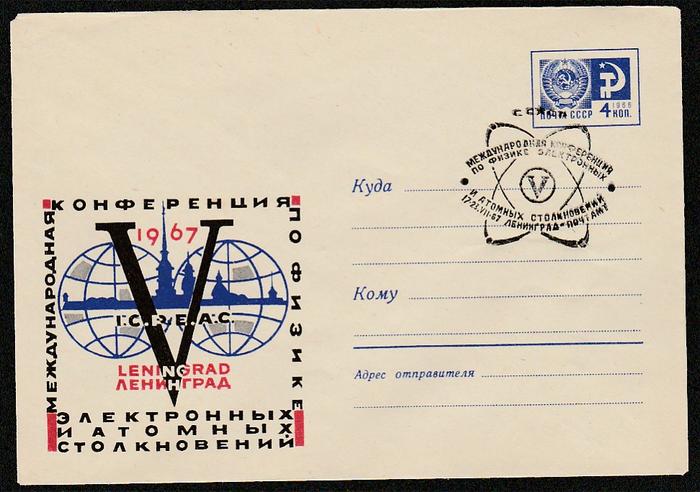 МЕЖДУНАРОДНАЯ
КОНФЕРЕНЦИЯ
ПО ФИЗИКЕ
ЭЛЕКТРОННЫХ
И АТОМНЫХ
СТОЛКНОВЕНИЙ
V
1967
I.C.P.E.A.C.
LENINGRAD
ЛЕНИНГРАД
ПОЧТА СССР
1966
4 КОП.
МЕЖДУНАРОДНАЯ КОНФЕРЕНЦИЯ
ПО ФИЗИКЕ ЭЛЕКТРОННЫХ
V
И АТОМНЫХ СТОЛКНОВЕНИЙ
ЛЕНИНГРАД-ПОЧТАМТ
Куда
Кому
Адрес отправителя